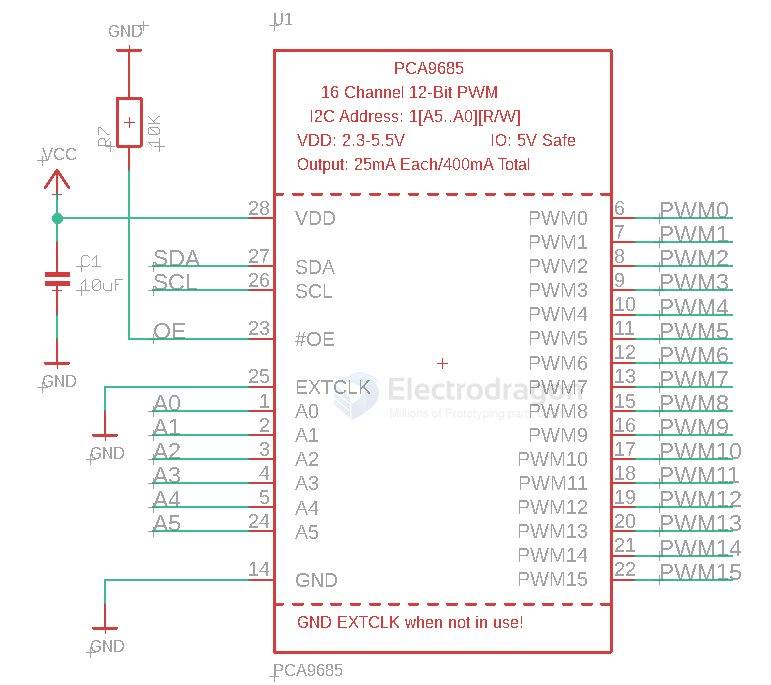 U1
GND
PCA9685
16 Channel 12-Bit PWM
I2C Address: 1[A5..A0][R/W]
VDD: 2.3-5.5V IO: 5V Safe
Output: 25mA Each/400mA Total
R7 10K
VCC
28 VDD PWM0 6 PWM0
PWM1 7 PWM1
SDA 27 SDA PWM2 8 PWM2
SCL 26 SCL PWM3 9 PWM3
C1
10uF
PWM4 10 PWM4
OE 23 #OE PWM5 11 PWM5
PWM6 12 PWM6
GND
25 EXTCLK PWM7 13 PWM7
Electrodragon
Millions of Prototyping parts
A0 1 A0 PWM8 15 PWM8
A1 2 A1 PWM9 16 PWM9
GND
A2 3 A2 PWM10 17 PWM10
A3 4 A3 PWM11 18 PWM11
A4 5 A4 PWM12 19 PWM12
A5 24 A5 PWM13 20 PWM13
PWM14 21 PWM14
14 GND PWM15 22 PWM15
GND EXTCLK when not in use!
GND
PCA9685